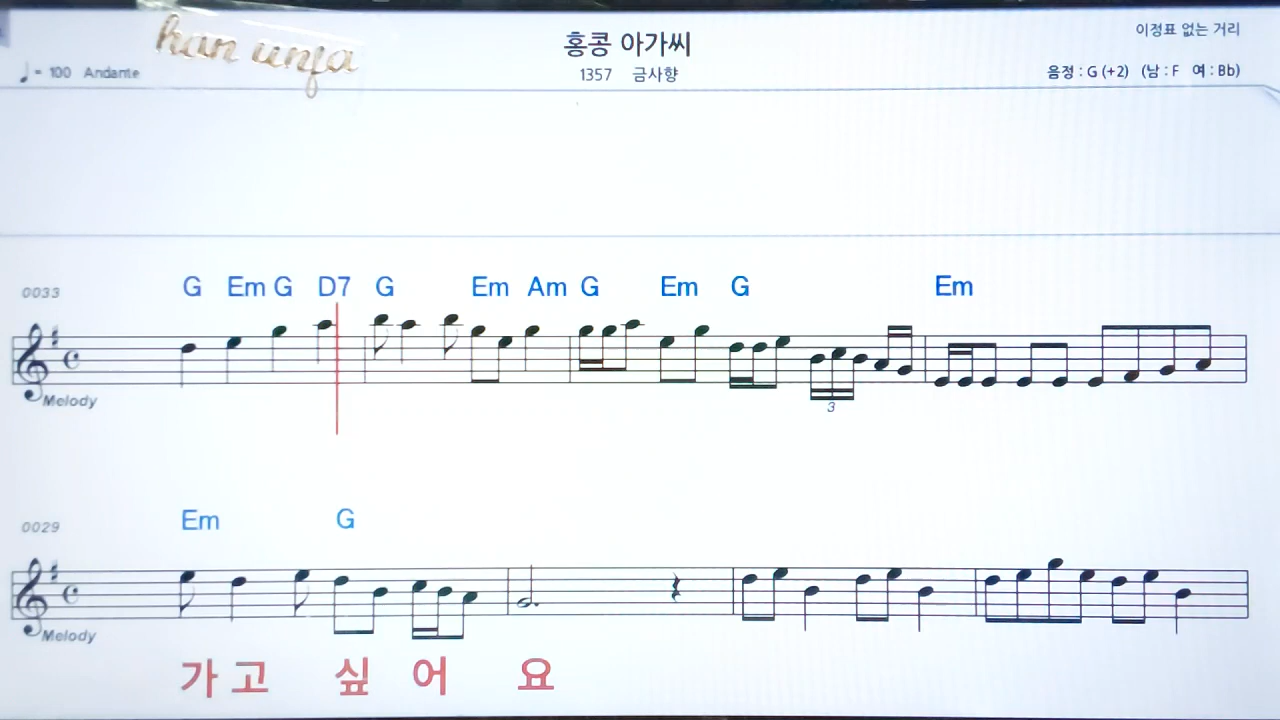 han unja
홍콩 아가씨
이정표 없는 거리
♩= 100 Andante
1357 금사향
음정 : G (+2) (남 : F 여 : Bb)
0033
G Em G D7 G Em Am G Em G Em
Melody
3
0029
Em G
Melody
가 고 싶 어 요